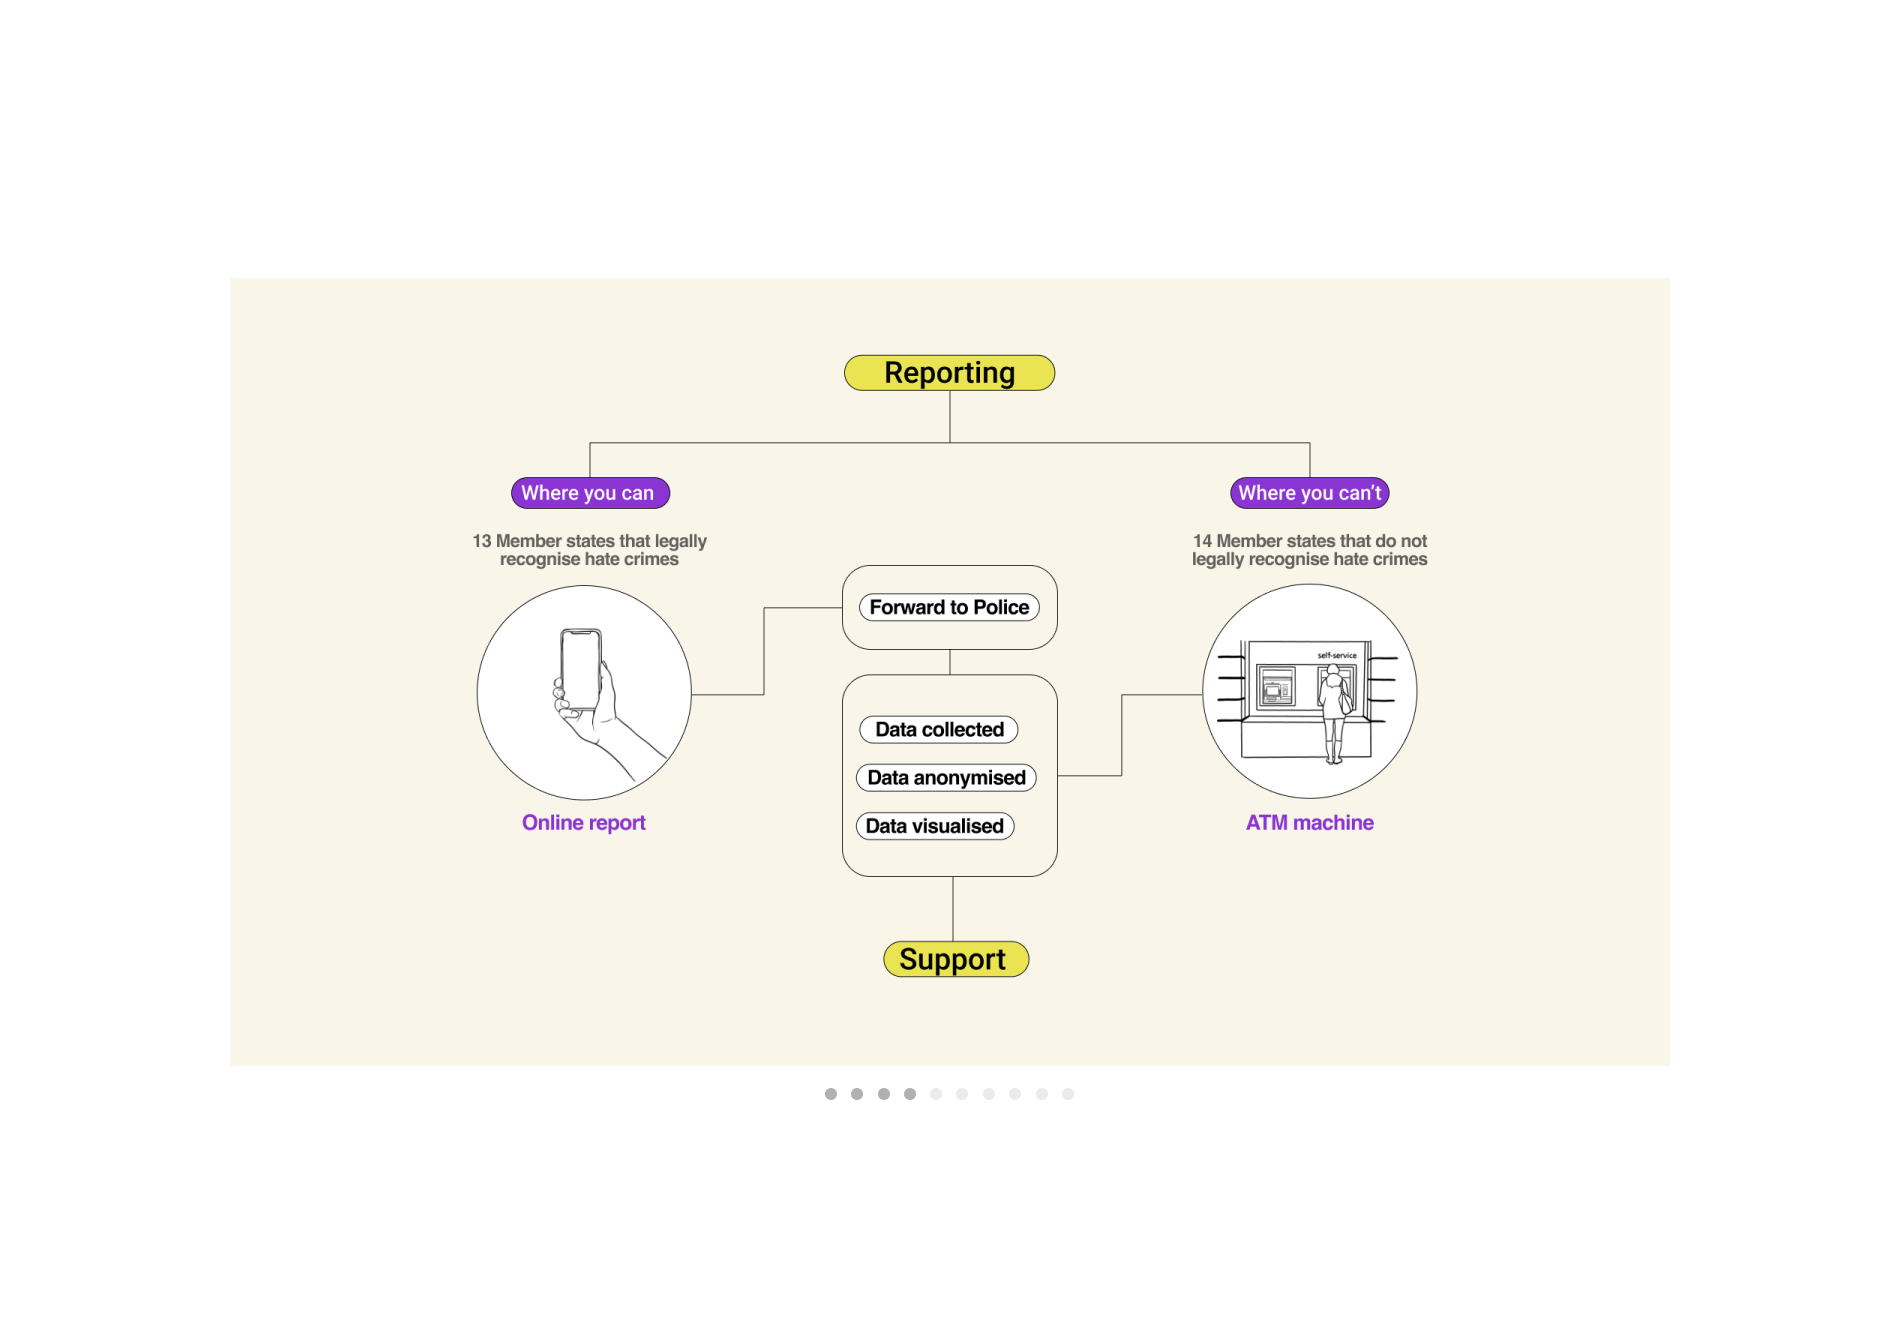 Reporting
Where you can
Where you can't
13 Member states that legally
recognise hate crimes
14 Member states that do not
legally recognise hate crimes
Forward to Police
self-service
Data collected
Data anonymised
Data visualised
Online report
ATM machine
Support